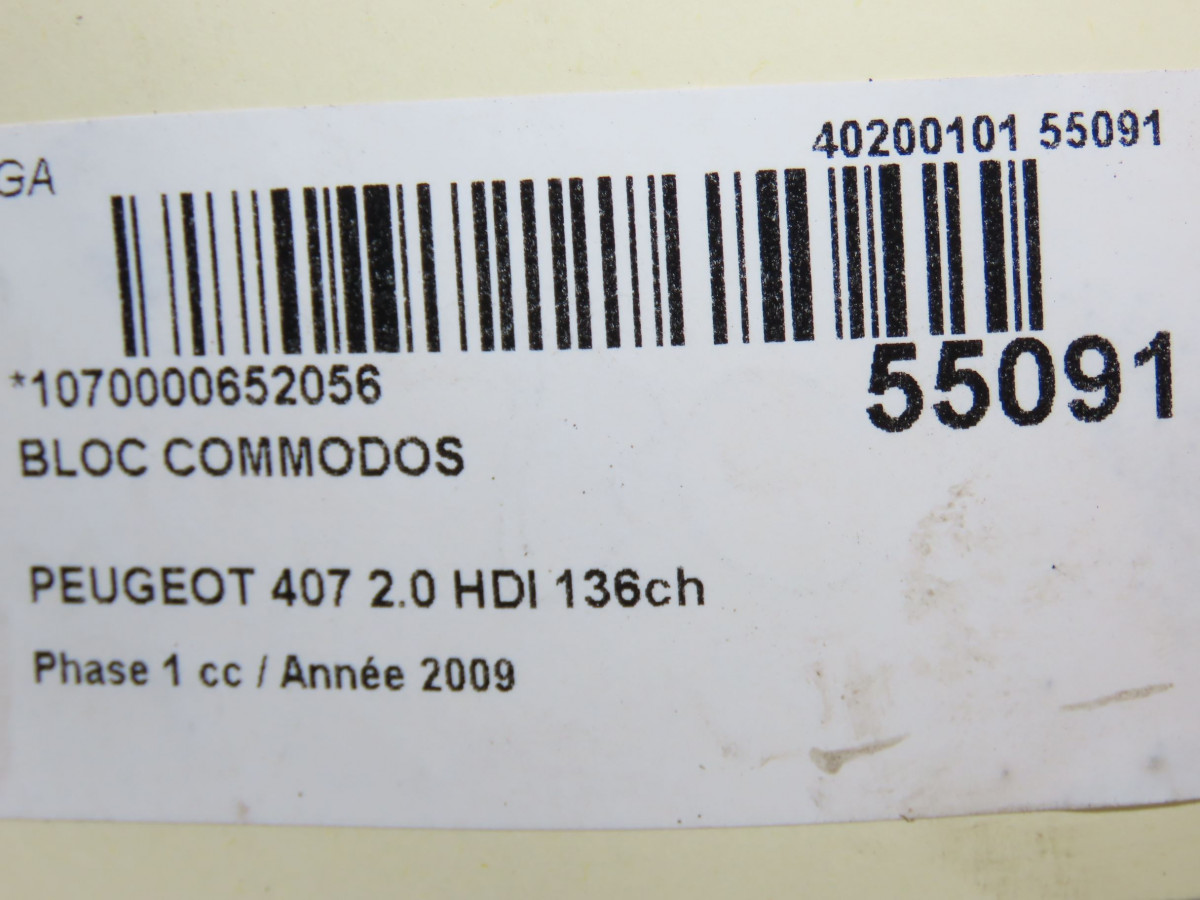 40200101 55091
GA
55091
*1070000652056
BLOC COMMODOS
PEUGEOT 407 2.0 HDI 136ch
Phase 1 cc / Année 2009